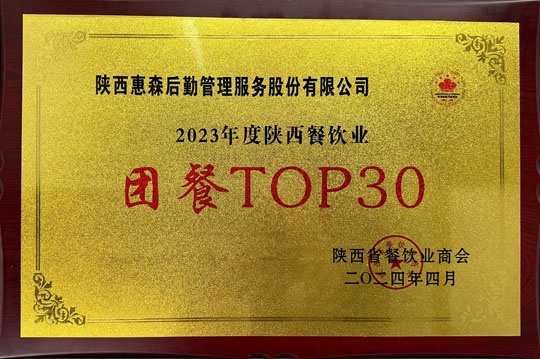 陕西惠森后勤管理服务股份有限公司
2023年度陕西餐饮业
团餐TOP30
陕西省餐饮业商会
二〇二四年四月